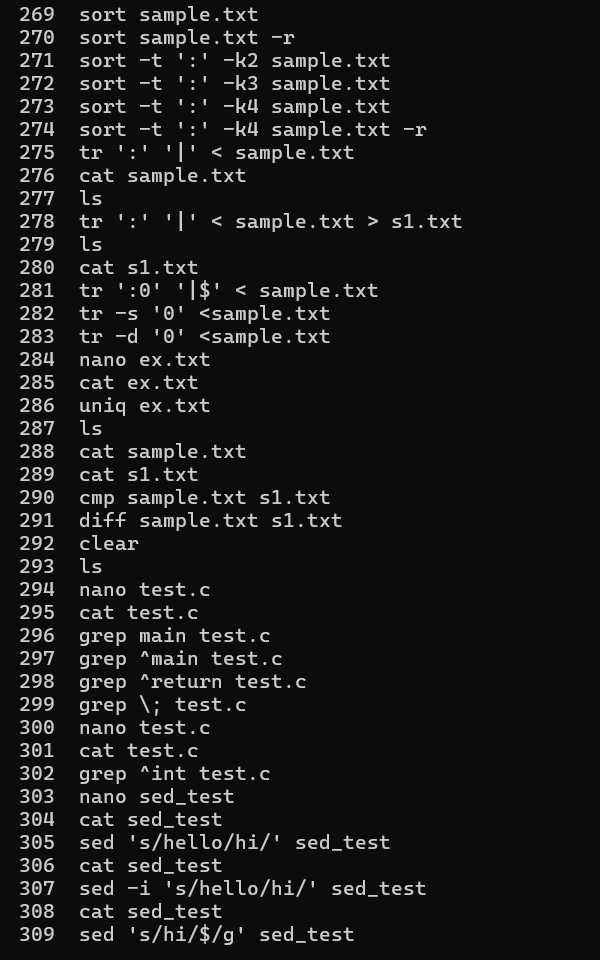 269  sort sample.txt
270  sort sample.txt -r
271  sort -t ':' -k2 sample.txt
272  sort -t ':' -k3 sample.txt
273  sort -t ':' -k4 sample.txt
274  sort -t ':' -k4 sample.txt -r
275  tr ':' '|' < sample.txt
276  cat sample.txt
277  ls
278  tr ':' '|' < sample.txt > s1.txt
279  ls
280  cat s1.txt
281  tr ':0' '|$' < sample.txt
282  tr -s '0' <sample.txt
283  tr -d '0' <sample.txt
284  nano ex.txt
285  cat ex.txt
286  uniq ex.txt
287  ls
288  cat sample.txt
289  cat s1.txt
290  cmp sample.txt s1.txt
291  diff sample.txt s1.txt
292  clear
293  ls
294  nano test.c
295  cat test.c
296  grep main test.c
297  grep ^main test.c
298  grep ^return test.c
299  grep \; test.c
300  nano test.c
301  cat test.c
302  grep ^int test.c
303  nano sed_test
304  cat sed_test
305  sed 's/hello/hi/' sed_test
306  cat sed_test
307  sed -i 's/hello/hi/' sed_test
308  cat sed_test
309  sed 's/hi/$/g' sed_test